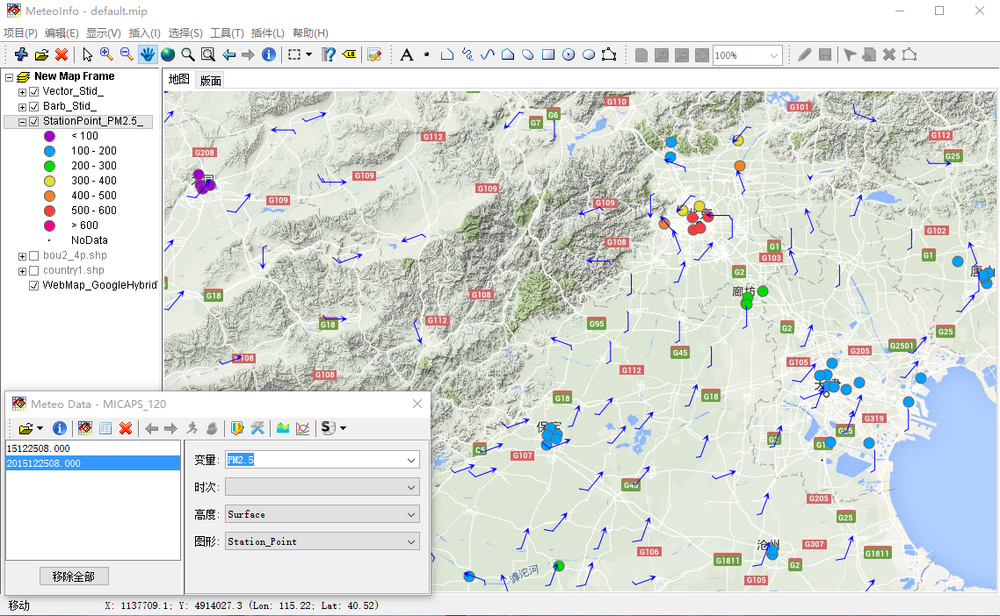 MeteoInfo - default.mip
项目(P) 编辑(E) 显示(V) 插入(I) 选择(S) 工具(T) 插件(L) 帮助(H)
LB A 100%
New Map Frame
Vector_Stid_
Barb_Stid_
StationPoint_PM2.5_
< 100
100 - 200
200 - 300
300 - 400
400 - 500
500 - 600
> 600
NoData
bou2_4p.shp
country1.shp
WebMap_GoogleHybrid
地图 版面
G110
G101
G6
G7
G112
G112
G208
G25
G109
G109
G109
G109
G108
G102
G1
G103
G1
G2
G18
G108
廊坊
唐山
G112
G18
G95
G2
G25
G45
G2501
G205
G108
G105
G108
G112
天津
G18
G18
G319
保定
G25
G2
G107
G45
G205
G25
沧州
G307
G106
G1811
G1811
G2
G105
滹沱河
Meteo Data - MICAPS_120
S
15122508.000
2015122508.000
变量: PM2.5
时次:
高度: Surface
图形: Station_Point
移除全部
移动 X: 1137709.1; Y: 4914027.3 (Lon: 115.22; Lat: 40.52)